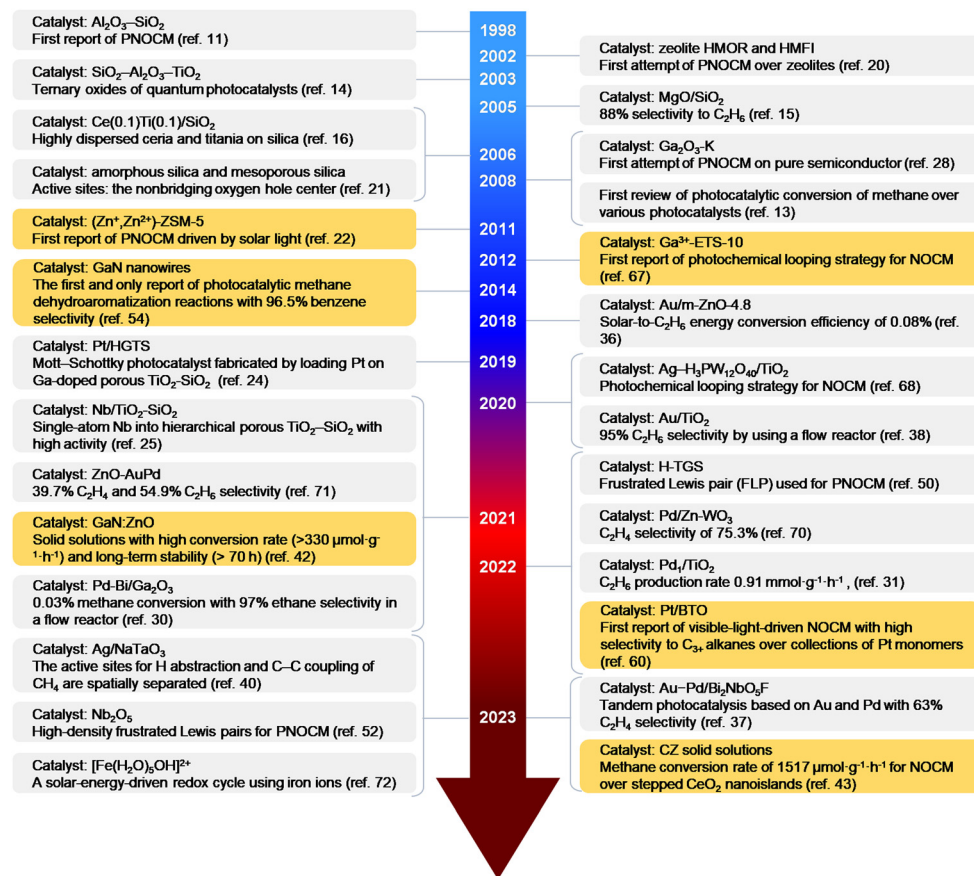 Catalyst: Al₂O₃–SiO₂
First report of PNOCM (ref. 11)
Catalyst: SiO₂–Al₂O₃–TiO₂
Ternary oxides of quantum photocatalysts (ref. 14)
Catalyst: Ce(0.1)Ti(0.1)/SiO₂
Highly dispersed ceria and titania on silica (ref. 16)
Catalyst: amorphous silica and mesoporous silica
Active sites: the nonbridging oxygen hole center (ref. 21)
Catalyst: (Zn⁺,Zn²⁺)-ZSM-5
First report of PNOCM driven by solar light (ref. 22)
Catalyst: GaN nanowires
The first and only report of photocatalytic methane
dehydroaromatization reactions with 96.5% benzene
selectivity (ref. 54)
Catalyst: Pt/HGTS
Mott–Schottky photocatalyst fabricated by loading Pt on
Ga-doped porous TiO₂-SiO₂ (ref. 24)
Catalyst: Nb/TiO₂-SiO₂
Single-atom Nb into hierarchical porous TiO₂–SiO₂ with
high activity (ref. 25)
Catalyst: ZnO-AuPd
39.7% C₂H₄ and 54.9% C₂H₆ selectivity (ref. 71)
Catalyst: GaN:ZnO
Solid solutions with high conversion rate (>330 μmol·g⁻
¹·h⁻¹) and long-term stability (> 70 h) (ref. 42)
Catalyst: Pd-Bi/Ga₂O₃
0.03% methane conversion with 97% ethane selectivity in
a flow reactor (ref. 30)
Catalyst: Ag/NaTaO₃
The active sites for H abstraction and C–C coupling of
CH₄ are spatially separated (ref. 40)
Catalyst: Nb₂O₅
High-density frustrated Lewis pairs for PNOCM (ref. 52)
Catalyst: [Fe(H₂O)₅OH]²⁺
A solar-energy-driven redox cycle using iron ions (ref. 72)
1998
2002
2003
2005
2006
2008
2011
2012
2014
2018
2019
2020
2021
2022
2023
Catalyst: zeolite HMOR and HMFI
First attempt of PNOCM over zeolites (ref. 20)
Catalyst: MgO/SiO₂
88% selectivity to C₂H₆ (ref. 15)
Catalyst: Ga₂O₃-K
First attempt of PNOCM on pure semiconductor (ref. 28)
First review of photocatalytic conversion of methane over
various photocatalysts (ref. 13)
Catalyst: Ga³⁺-ETS-10
First report of photochemical looping strategy for NOCM
(ref. 67)
Catalyst: Au/m-ZnO-4.8
Solar-to-C₂H₆ energy conversion efficiency of 0.08% (ref.
36)
Catalyst: Ag–H₃PW₁₂O₄₀/TiO₂
Photochemical looping strategy for NOCM (ref. 68)
Catalyst: Au/TiO₂
95% C₂H₆ selectivity by using a flow reactor (ref. 38)
Catalyst: H-TGS
Frustrated Lewis pair (FLP) used for PNOCM (ref. 50)
Catalyst: Pd/Zn-WO₃
C₂H₄ selectivity of 75.3% (ref. 70)
Catalyst: Pd₁/TiO₂
C₂H₆ production rate 0.91 mmol·g⁻¹·h⁻¹ , (ref. 31)
Catalyst: Pt/BTO
First report of visible-light-driven NOCM with high
selectivity to C₃₊ alkanes over collections of Pt monomers
(ref. 60)
Catalyst: Au–Pd/Bi₂NbO₅F
Tandem photocatalysis based on Au and Pd with 63%
C₂H₄ selectivity (ref. 37)
Catalyst: CZ solid solutions
Methane conversion rate of 1517 μmol·g⁻¹·h⁻¹ for NOCM
over stepped CeO₂ nanoislands (ref. 43)